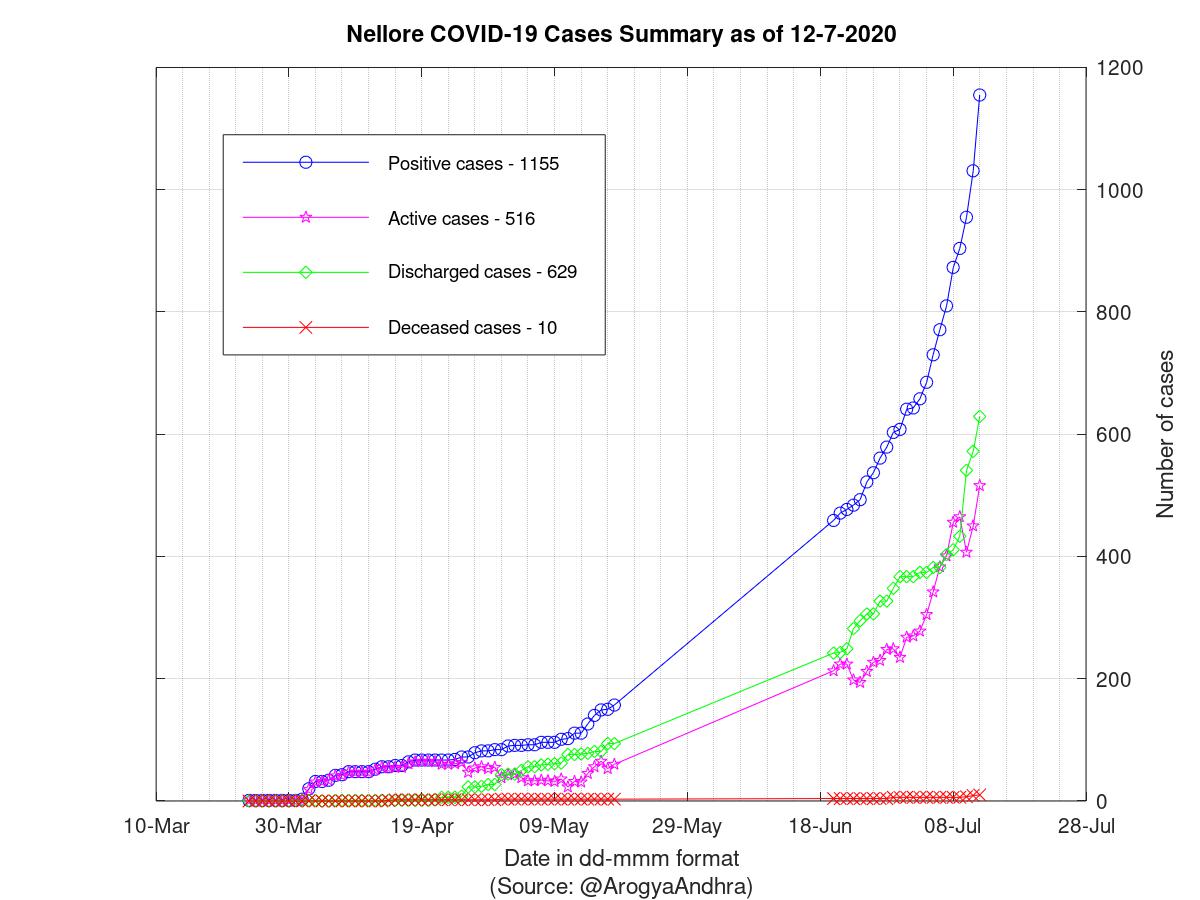 Nellore COVID-19 Cases Summary as of 12-7-2020
Positive cases - 1155
Active cases - 516
Discharged cases - 629
Deceased cases - 10
1200
1000
800
600
400
200
0
Number of cases
10-Mar 30-Mar 19-Apr 09-May 29-May 18-Jun 08-Jul 28-Jul
Date in dd-mmm format
(Source: @ArogyaAndhra)